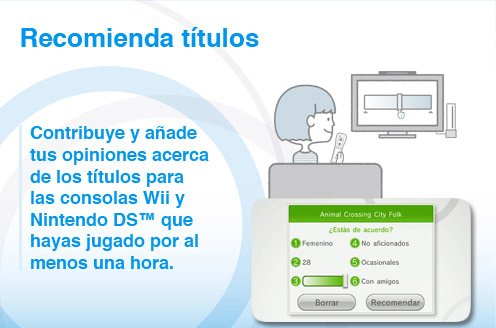 Recomienda títulos
Contribuye y añade
tus opiniones acerca
de los títulos para
las consolas Wii y
Nintendo DS™ que
hayas jugado por al
menos una hora.
Animal Crossing City Folk
¿Estás de acuerdo?
1 Femenino
4 No aficionados
2 28
5 Ocasionales
3
6 Con amigos
Borrar
Recomendar